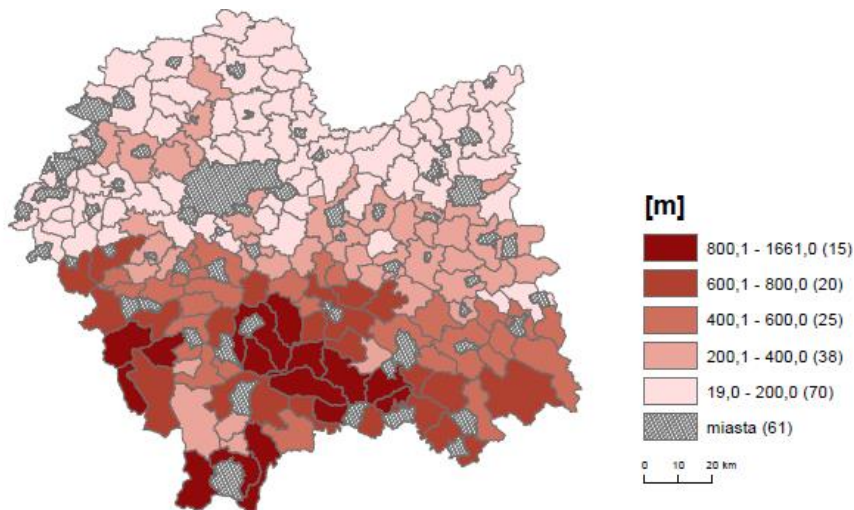 [m]
800,1 - 1661,0 (15)
600,1 - 800,0 (20)
400,1 - 600,0 (25)
200,1 - 400,0 (38)
19,0 - 200,0 (70)
miasta (61)
0 10 20 km